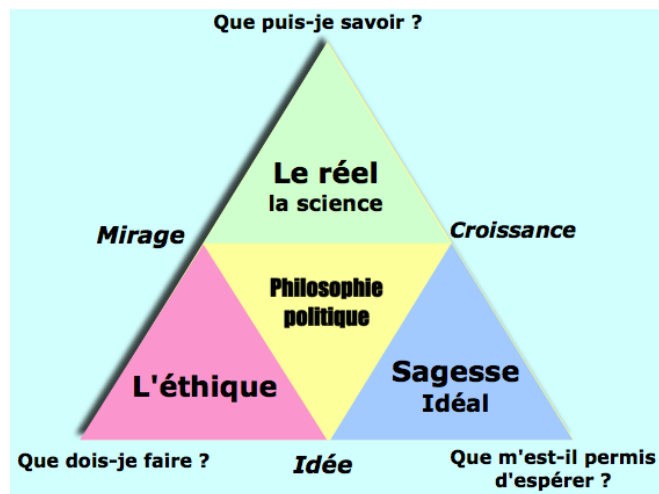 Que puis-je savoir ?
Le réel
la science
Mirage
Croissance
Philosophie
politique
L'éthique
Sagesse
Idéal
Que dois-je faire ?
Idée
Que m'est-il permis
d'espérer ?